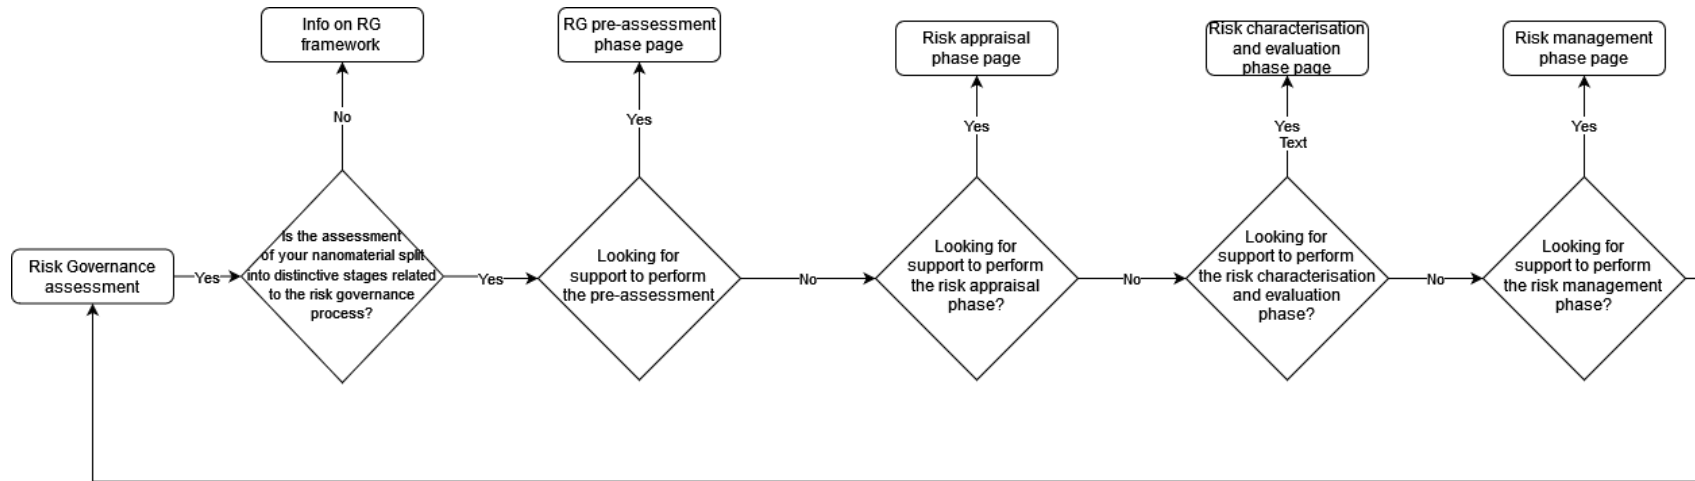 Info on RG
framework
RG pre-assessment
phase page
Risk appraisal
phase page
Risk characterisation
and evaluation
phase page
Risk management
phase page
No
Yes
Yes
Yes
Text
Yes
Risk Governance
assessment
Yes
Is the assessment
of your nanomaterial split
into distinctive stages related
to the risk governance
process?
Yes
Looking for
support to perform
the pre-assessment
No
Looking for
support to perform
the risk appraisal
phase?
No
Looking for
support to perform
the risk characterisation
and evaluation
phase?
No
Looking for
support to perform
the risk management
phase?